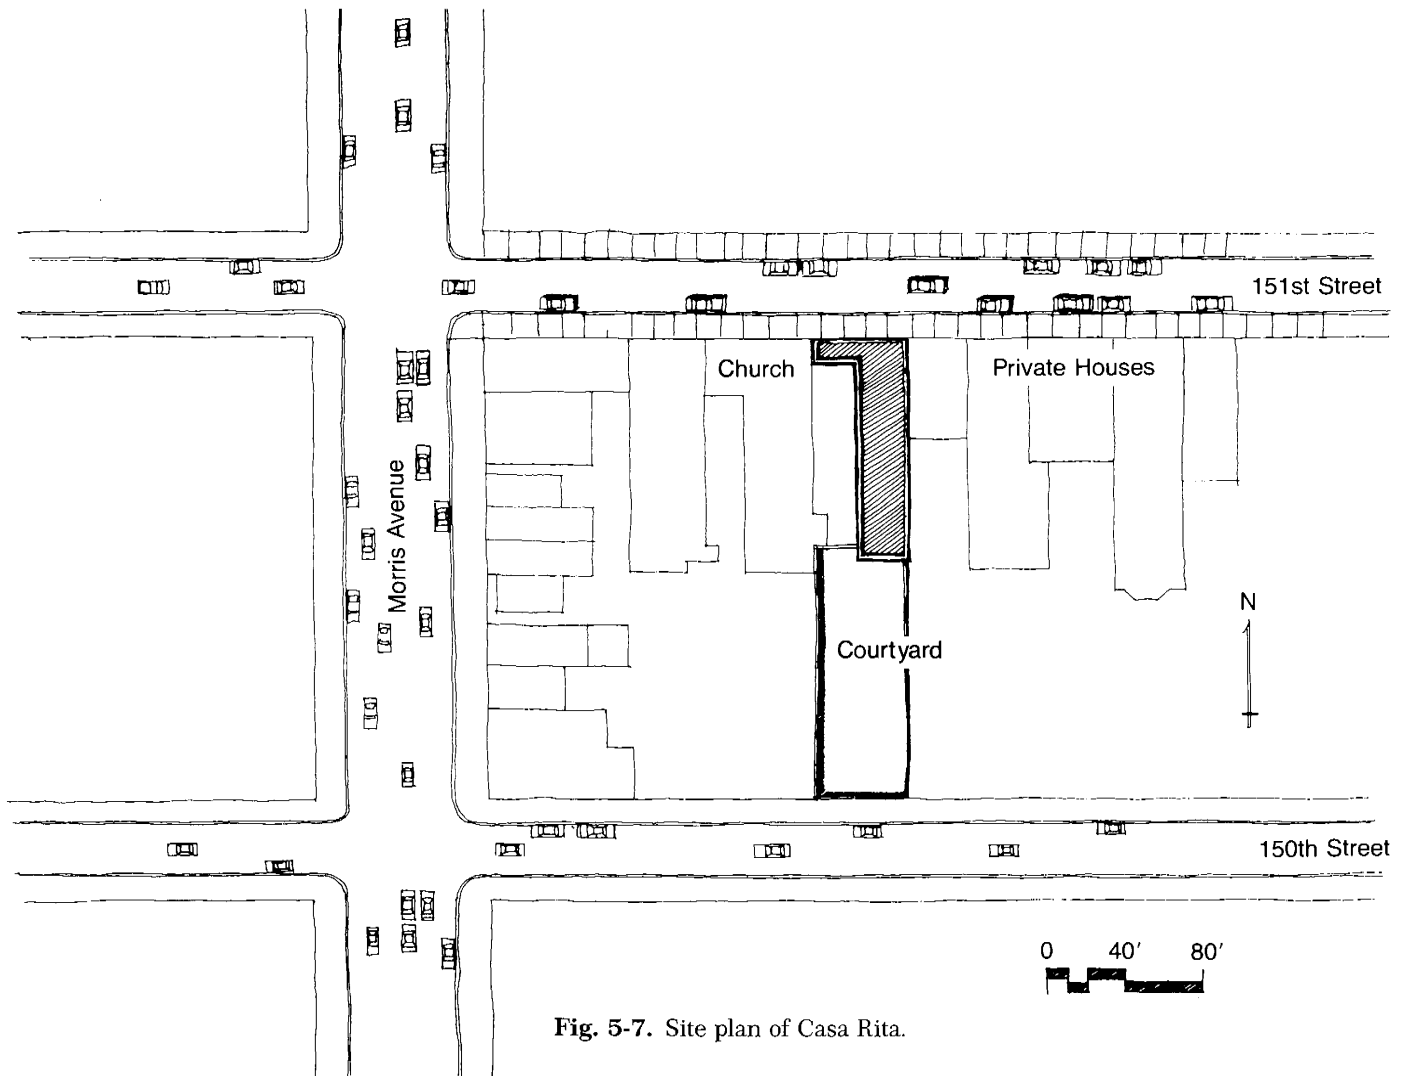 151st Street
Church
Private Houses
Morris Avenue
N
Courtyard
150th Street
0 40′ 80′
Fig. 5-7. Site plan of Casa Rita.